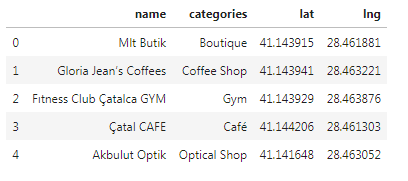 name categories lat lng
0 Mlt Butik Boutique 41.143915 28.461881
1 Gloria Jean's Coffees Coffee Shop 41.143941 28.463221
2 Fıtness Club Çatalca GYM Gym 41.143929 28.463876
3 Çatal CAFE Café 41.144206 28.461303
4 Akbulut Optik Optical Shop 41.141648 28.463052